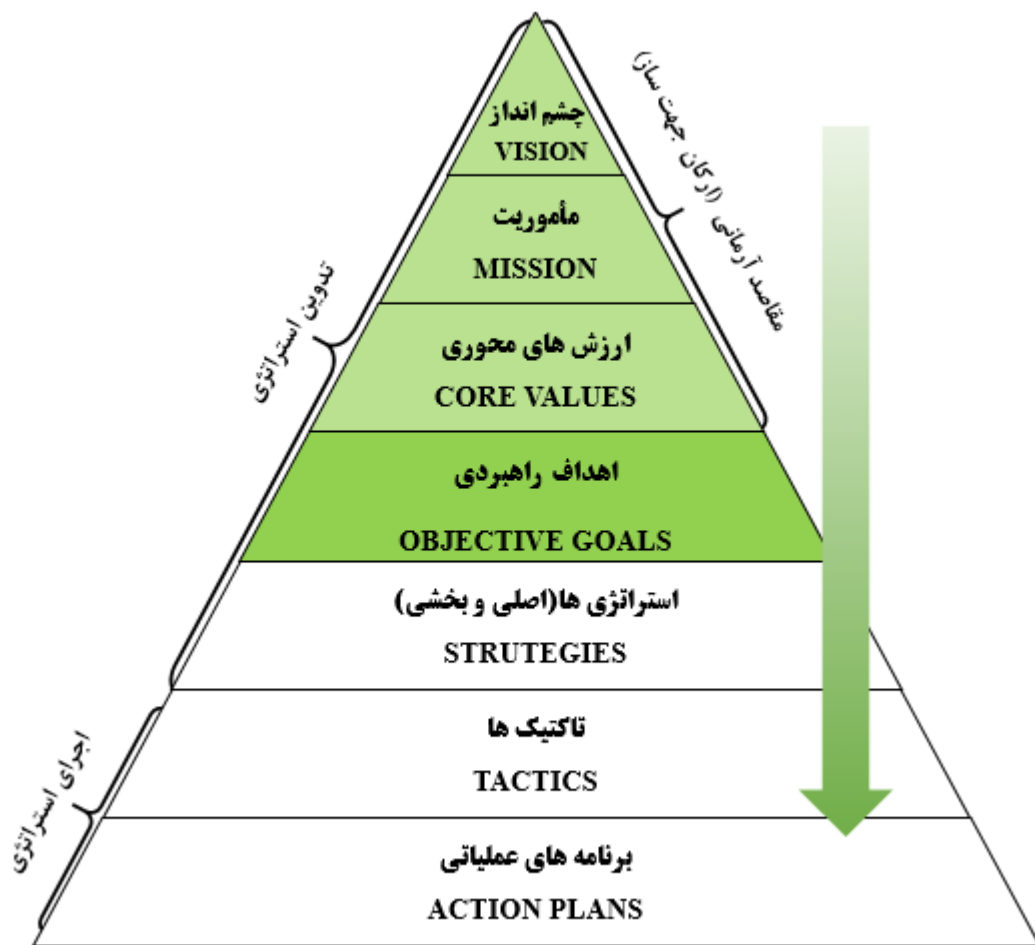 چشم انداز
VISION
مأموریت
MISSION
ارزش های محوری
CORE VALUES
اهداف راهبردی
OBJECTIVE GOALS
استراتژی ها(اصلی و بخشی)
STRUTEGIES
تاکتیک ها
TACTICS
برنامه های عملیاتی
ACTION PLANS
مقاصد آرمانی (ارکان جهت ساز)
تدوین استراتژی
اجرای استراتژی